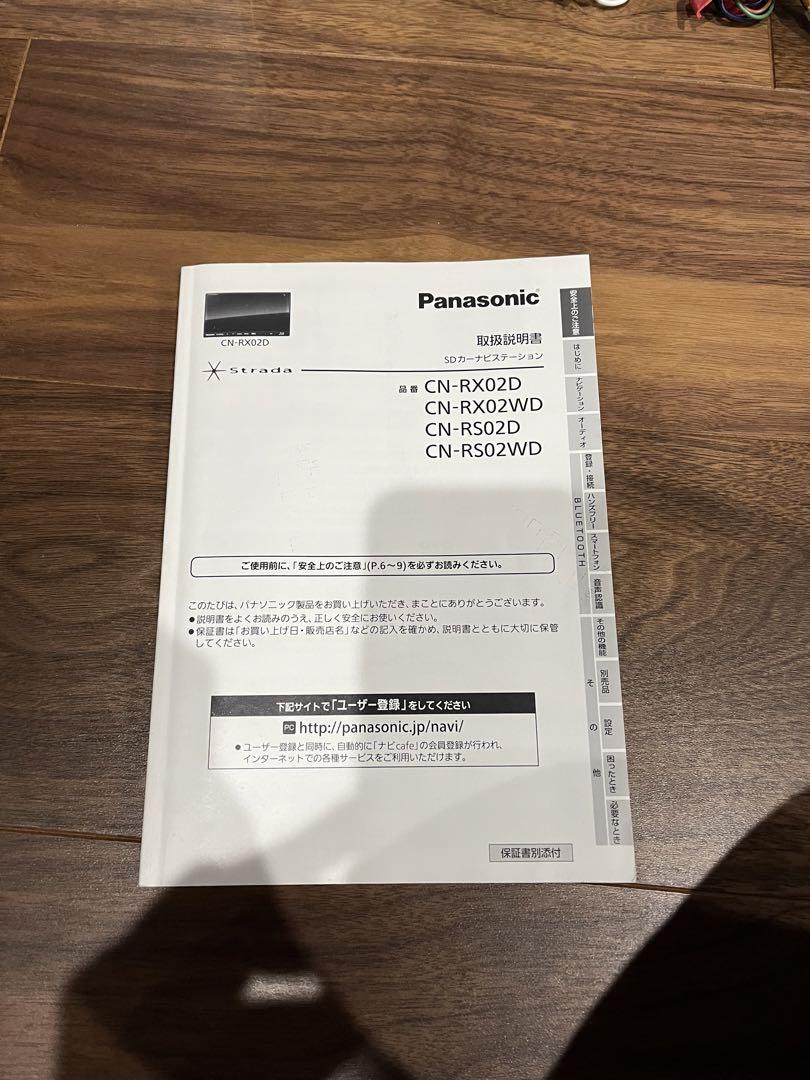 Panasonic
CN-RX02D
取扱説明書
SDカーナビステーション
Strada
品番 CN-RX02D
CN-RX02WD
CN-RS02D
CN-RS02WD
ご使用前に、「安全上のご注意」(P.6～9)を必ずお読みください。
このたびは、パナソニック製品をお買い上げいただき、まことにありがとうございます。
●説明書をよくお読みのうえ、正しく安全にお使いください。
●保証書は「お買い上げ日・販売店名」などの記入を確かめ、説明書とともに大切に保管
してください。
下記サイトで「ユーザー登録」をしてください
PC http://panasonic.jp/navi/
●ユーザー登録と同時に、自動的に「ナビcafe」の会員登録が行われ、
インターネットでの各種サービスをご利用いただけます。
保証書別添付
安全上のご注意
はじめに
ナビゲーション
オーディオ
登録・接続
ハンズフリー
スマートフォン
BLUETOOTH
音声認識
その他の機能
別売品
設定
困ったとき
必要なとき
その他